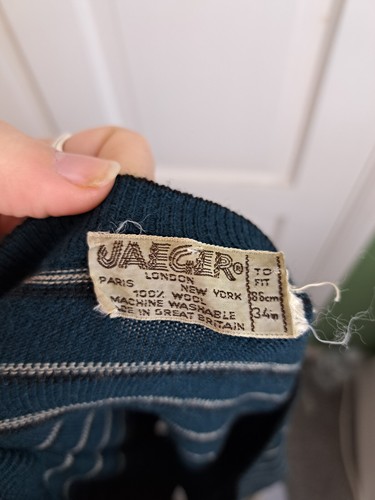 JAEGER®
LONDON
PARIS NEW YORK
100% WOOL
MACHINE WASHABLE
MADE IN GREAT BRITAIN
TO
FIT
86cm
34in